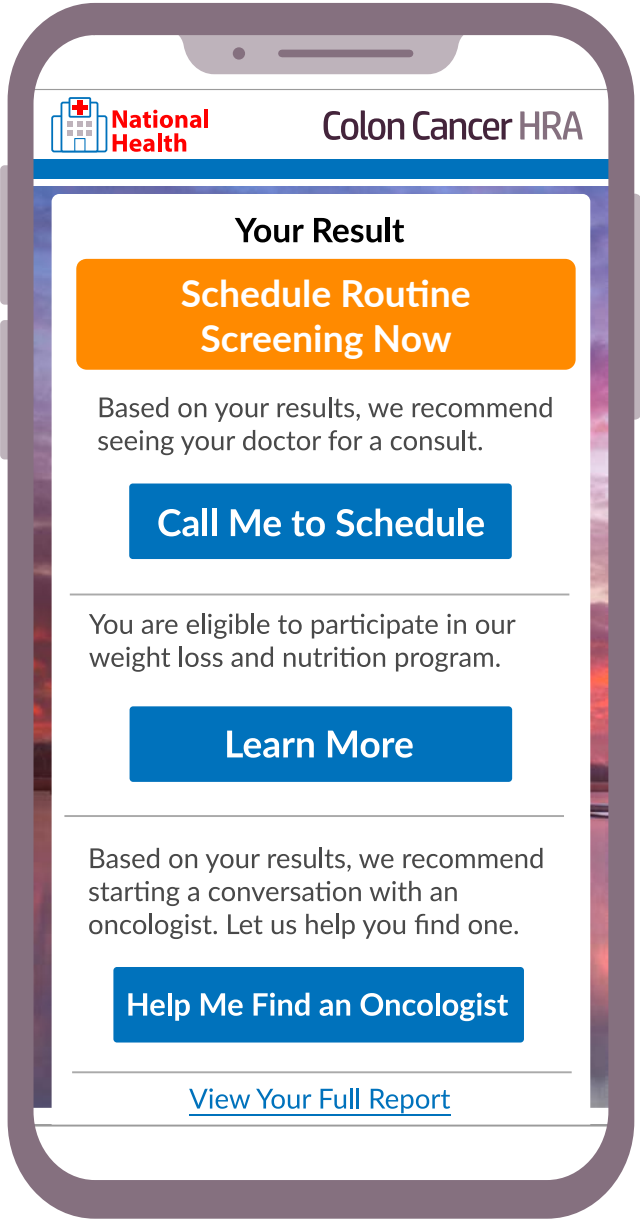 National
Health
Colon Cancer HRA
Your Result
Schedule Routine
Screening Now
Based on your results, we recommend
seeing your doctor for a consult.
Call Me to Schedule
You are eligible to participate in our
weight loss and nutrition program.
Learn More
Based on your results, we recommend
starting a conversation with an
oncologist. Let us help you find one.
Help Me Find an Oncologist
View Your Full Report